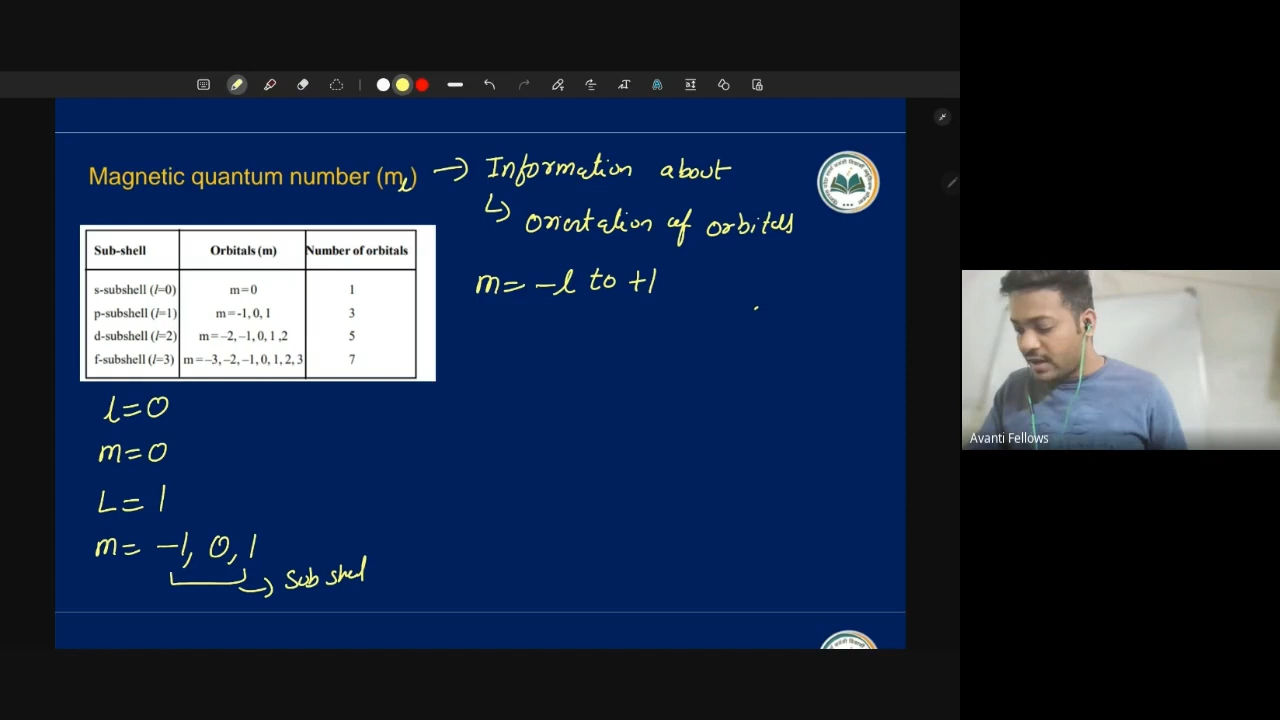 Magnetic quantum number (ml) → Information about
↳ orientation of orbitals
Sub-shell Orbitals (m) Number of orbitals
s-subshell (l=0) m=0 1
p-subshell (l=1) m=-1, 0, 1 3
d-subshell (l=2) m=–2, –1, 0, 1 ,2 5
f-subshell (l=3) m=–3, –2, –1, 0, 1, 2, 3 7
m= -l to +l
l=0
m=0
L= 1
m= -1, 0, 1
→ Sub shel
Avanti Fellows